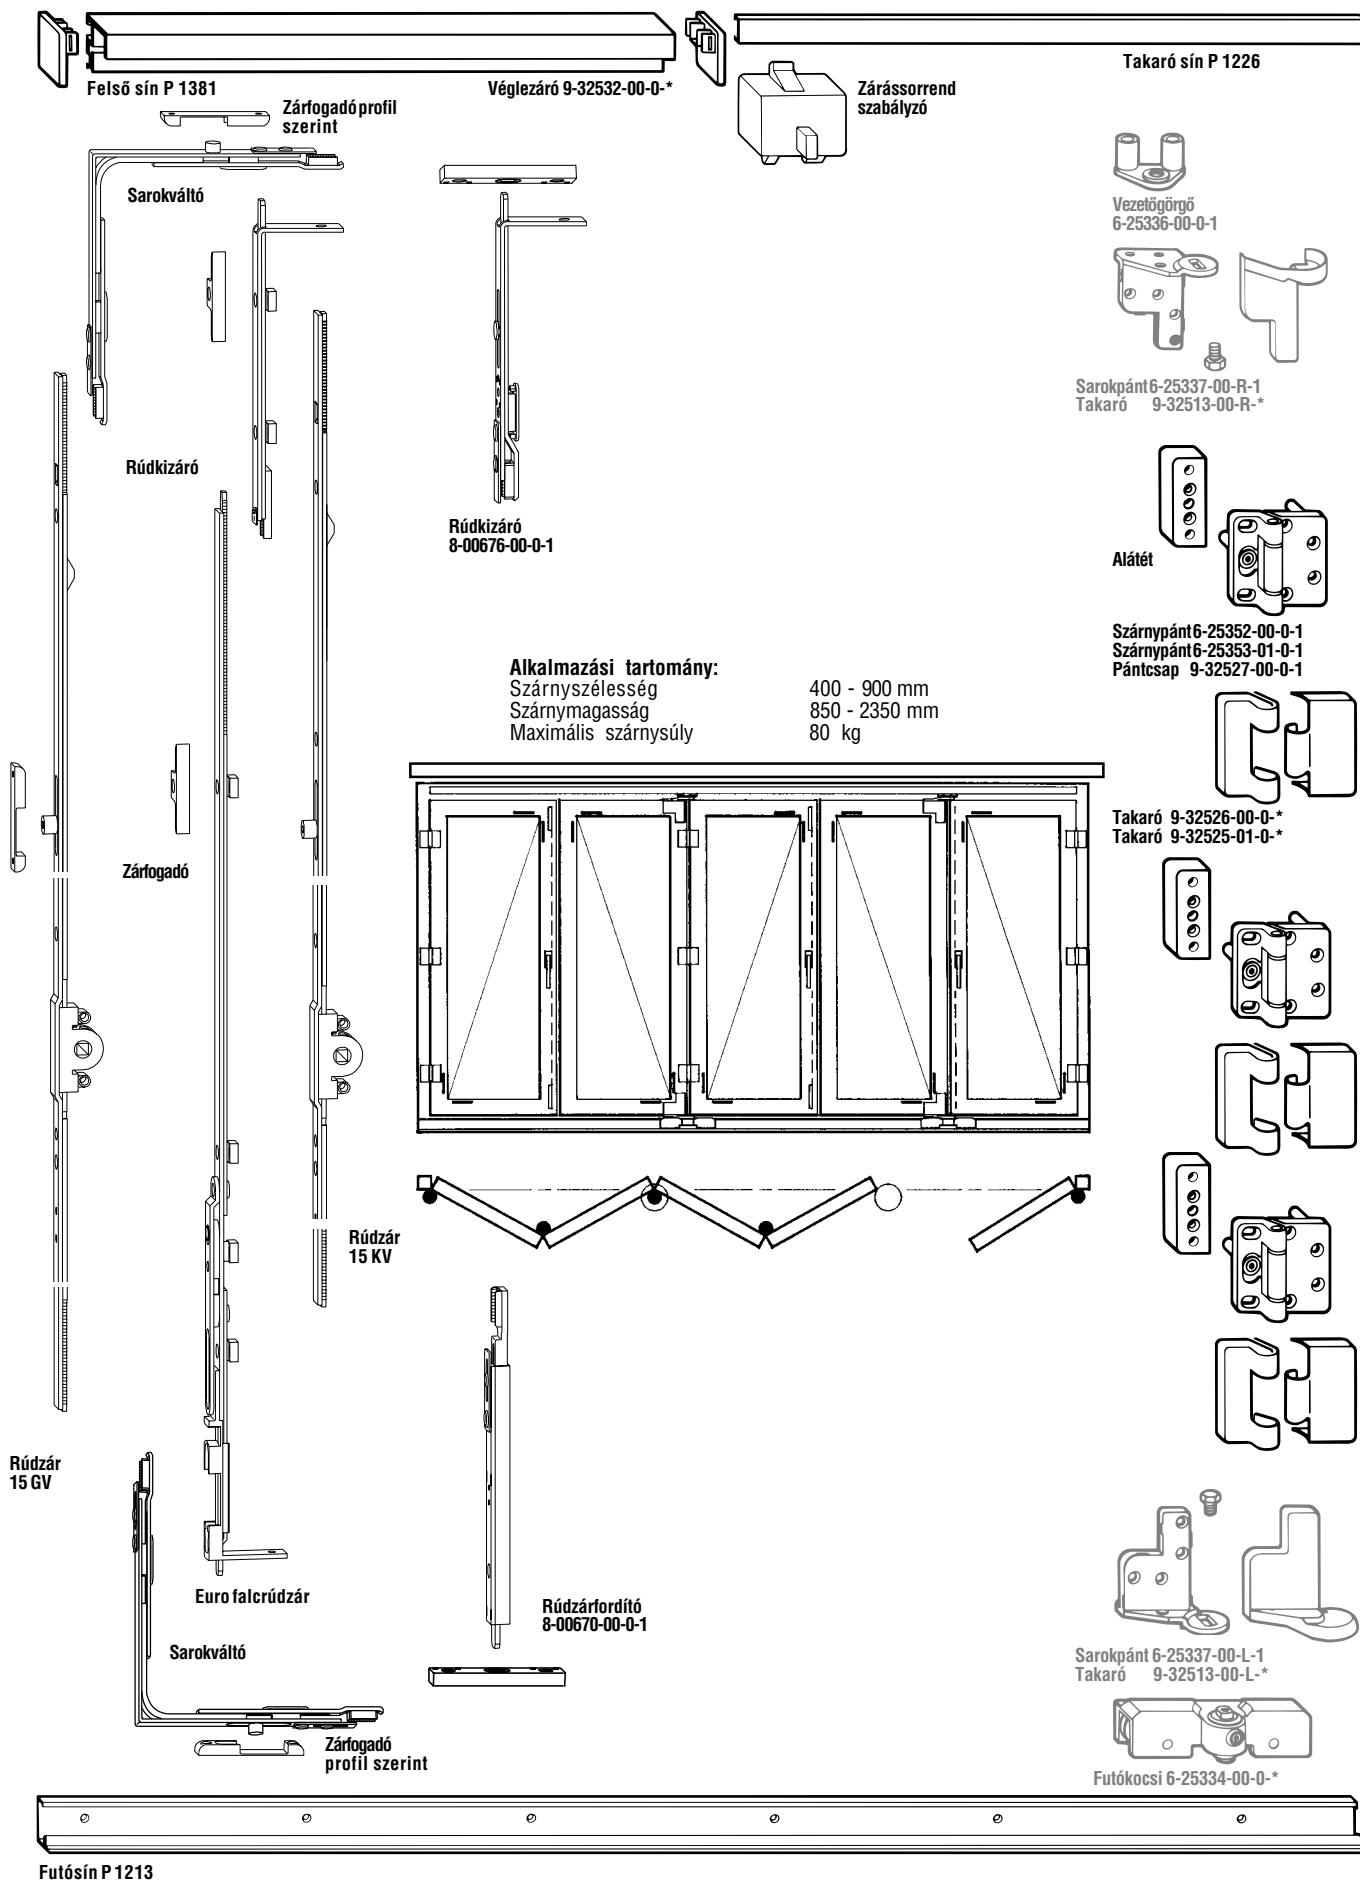 Felső sín P 1381
Véglezáró 9-32532-00-0-*
Takaró sín P 1226
Zárfogadó profil
szerint
Zárássorrend
szabályzó
Sarokváltó
Vezetőgörgő
6-25336-00-0-1
Sarokpánt 6-25337-00-R-1
Takaró 9-32513-00-R-*
Rúdkizáró
Rúdkizáró
8-00676-00-0-1
Alátét
Szárnypánt 6-25352-00-0-1
Szárnypánt 6-25353-01-0-1
Pántcsap 9-32527-00-0-1
Alkalmazási tartomány:
Szárnyszélesség 400 - 900 mm
Szárnymagasság 850 - 2350 mm
Maximális szárnysúly 80 kg
Takaró 9-32526-00-0-*
Takaró 9-32525-01-0-*
Zárfogadó
Rúdzár
15 KV
Rúdzár
15 GV
Euro falcrúdzár
Rúdzárfordító
8-00670-00-0-1
Sarokváltó
Sarokpánt 6-25337-00-L-1
Takaró 9-32513-00-L-*
Zárfogadó
profil szerint
Futókocsi 6-25334-00-0-*
Futósín P 1213